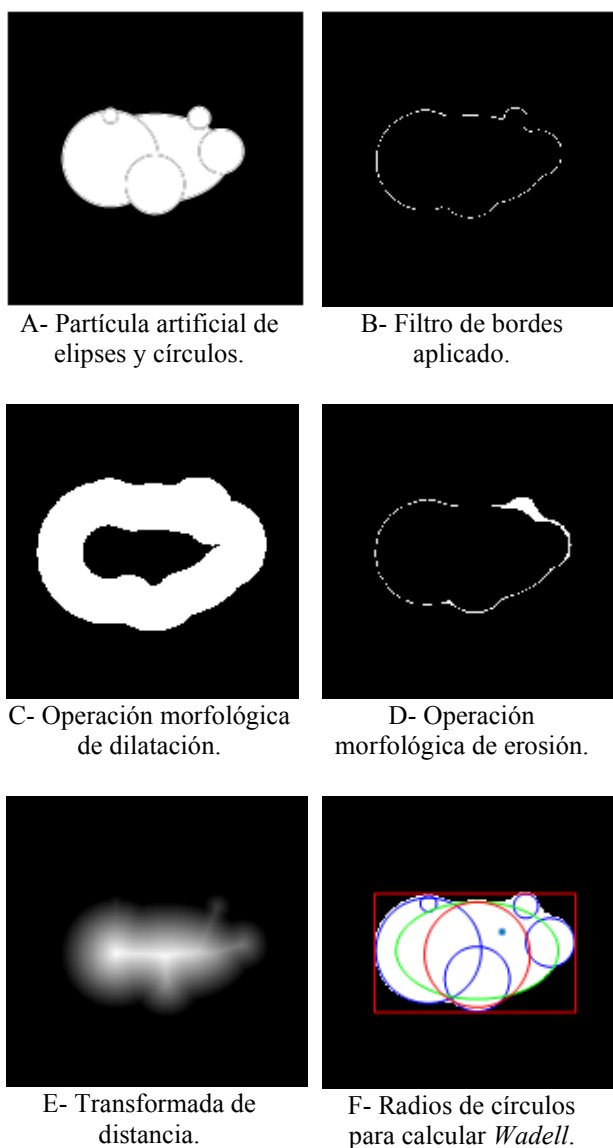 A- Partícula artificial de
elipses y círculos.
B- Filtro de bordes
aplicado.
C- Operación morfológica
de dilatación.
D- Operación
morfológica de erosión.
E- Transformada de
distancia.
F- Radios de círculos
para calcular Wadell.